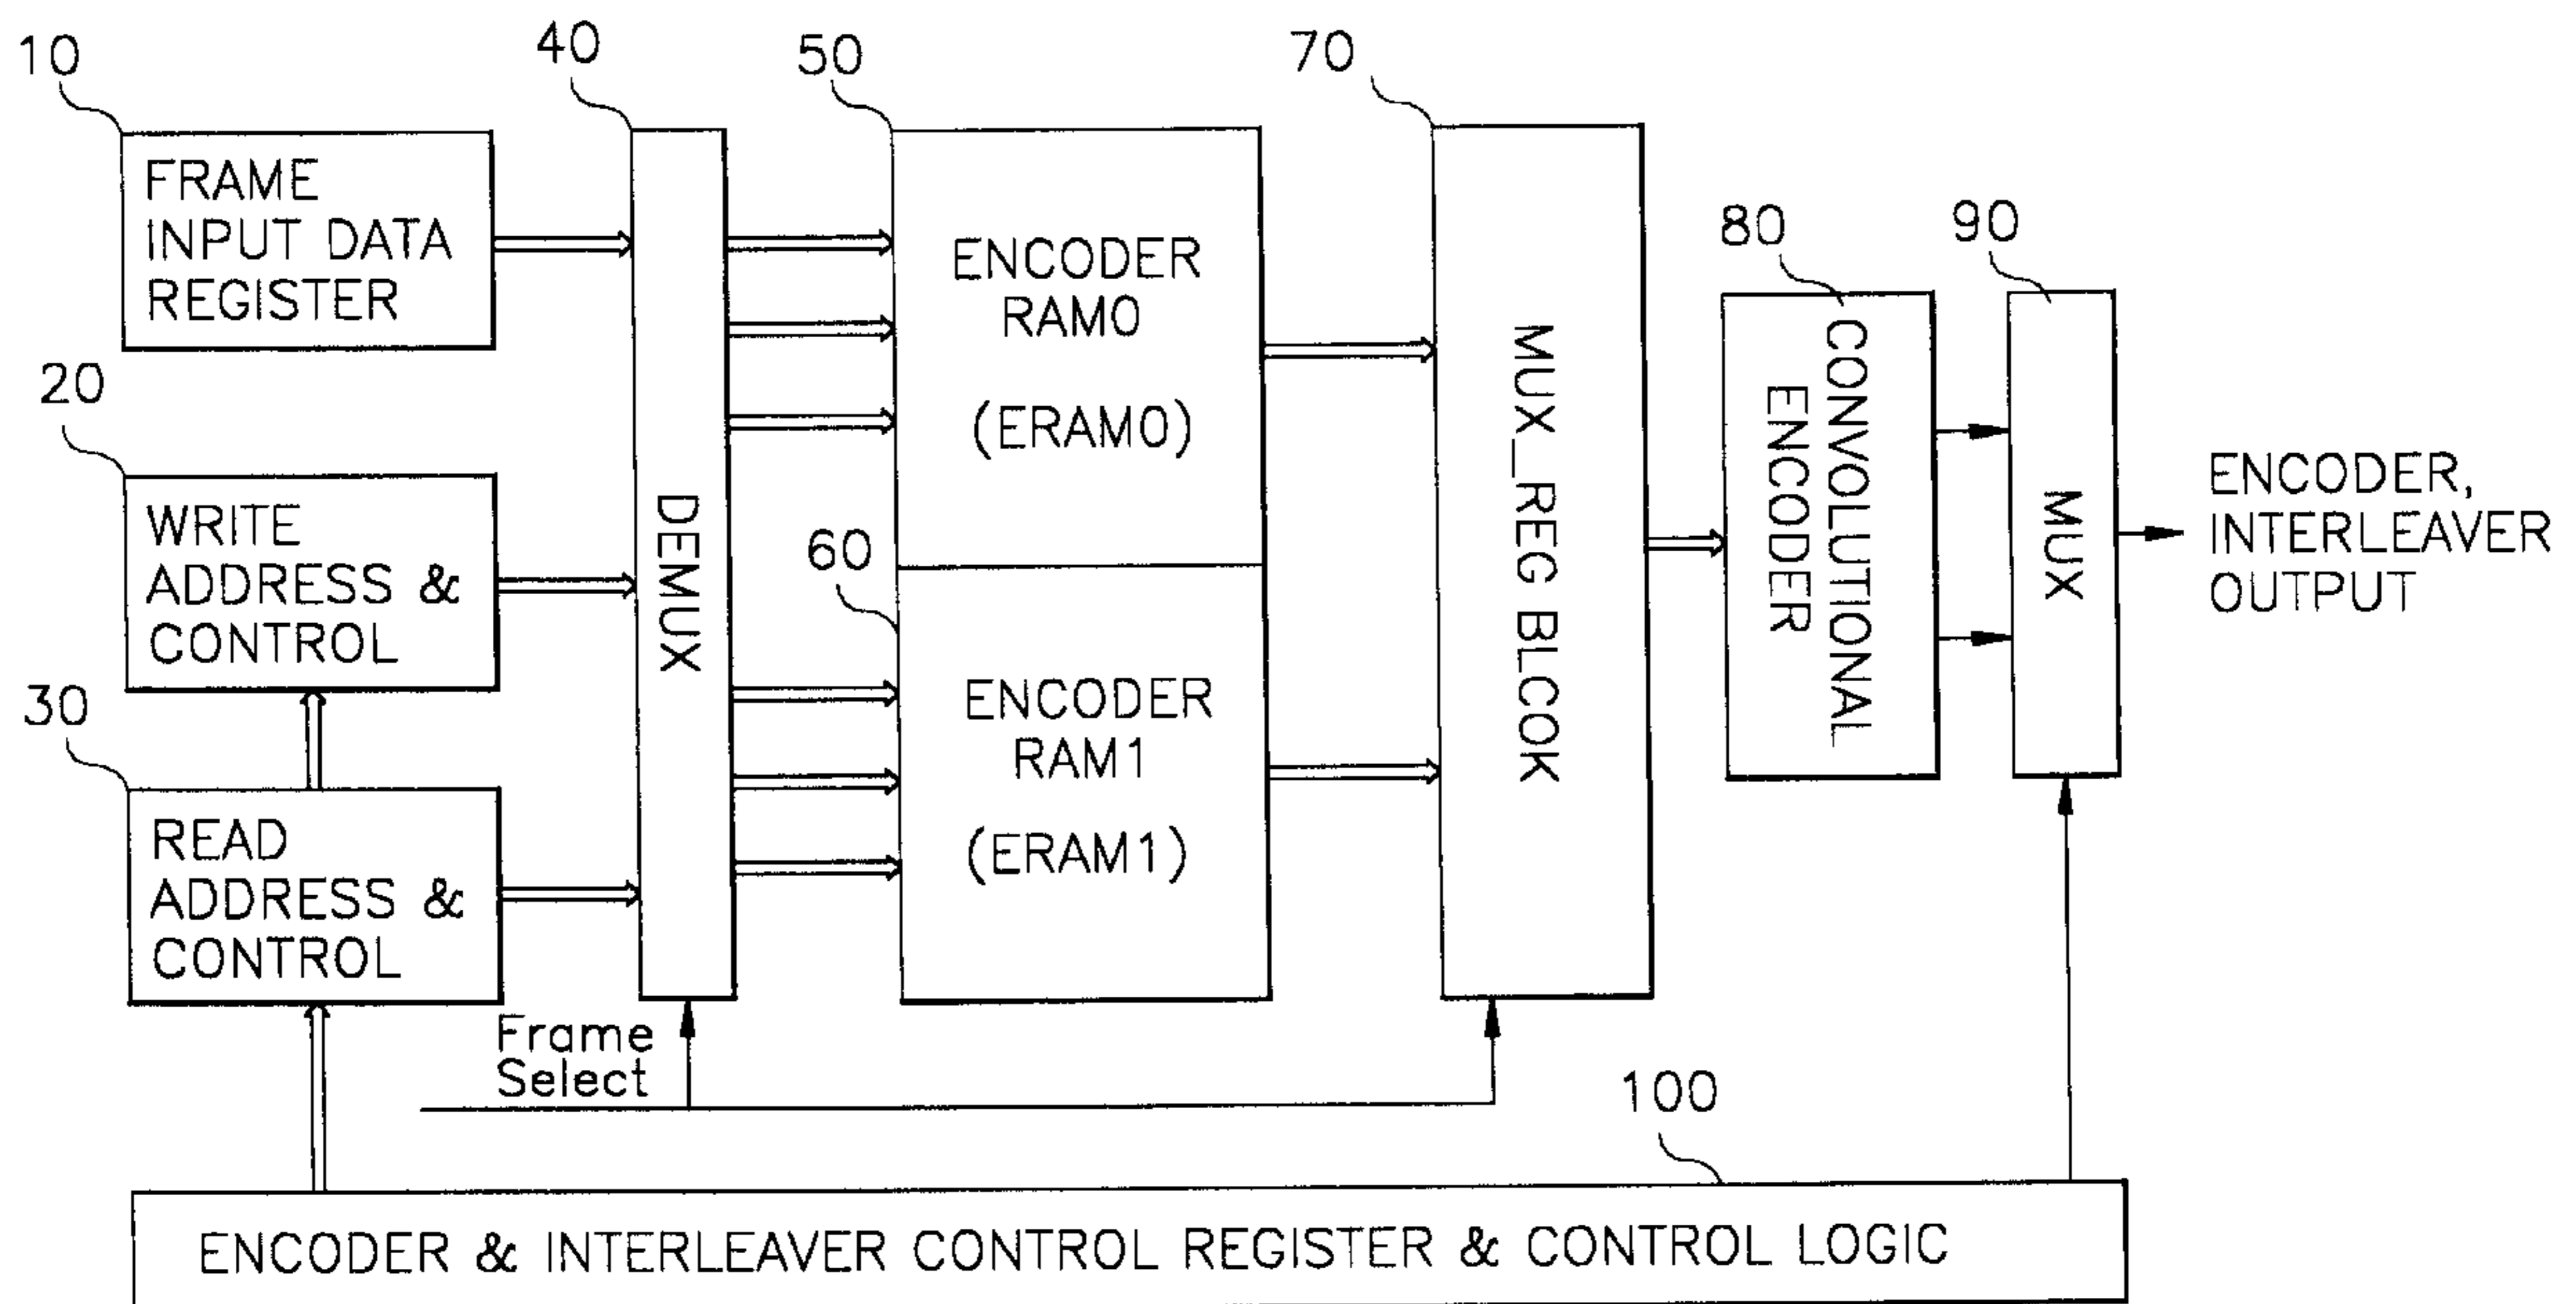 10
FRAME
INPUT DATA
REGISTER
20
WRITE
ADDRESS &
CONTROL
30
READ
ADDRESS &
CONTROL
40
DEMUX
50
ENCODER
RAM0
(ERAM0)
60
ENCODER
RAM1
(ERAM1)
70
MUX_REG BLCOK
80
CONVOLUTIONAL
ENCODER
90
MUX
ENCODER,
INTERLEAVER
OUTPUT
Frame
Select
100
ENCODER & INTERLEAVER CONTROL REGISTER & CONTROL LOGIC